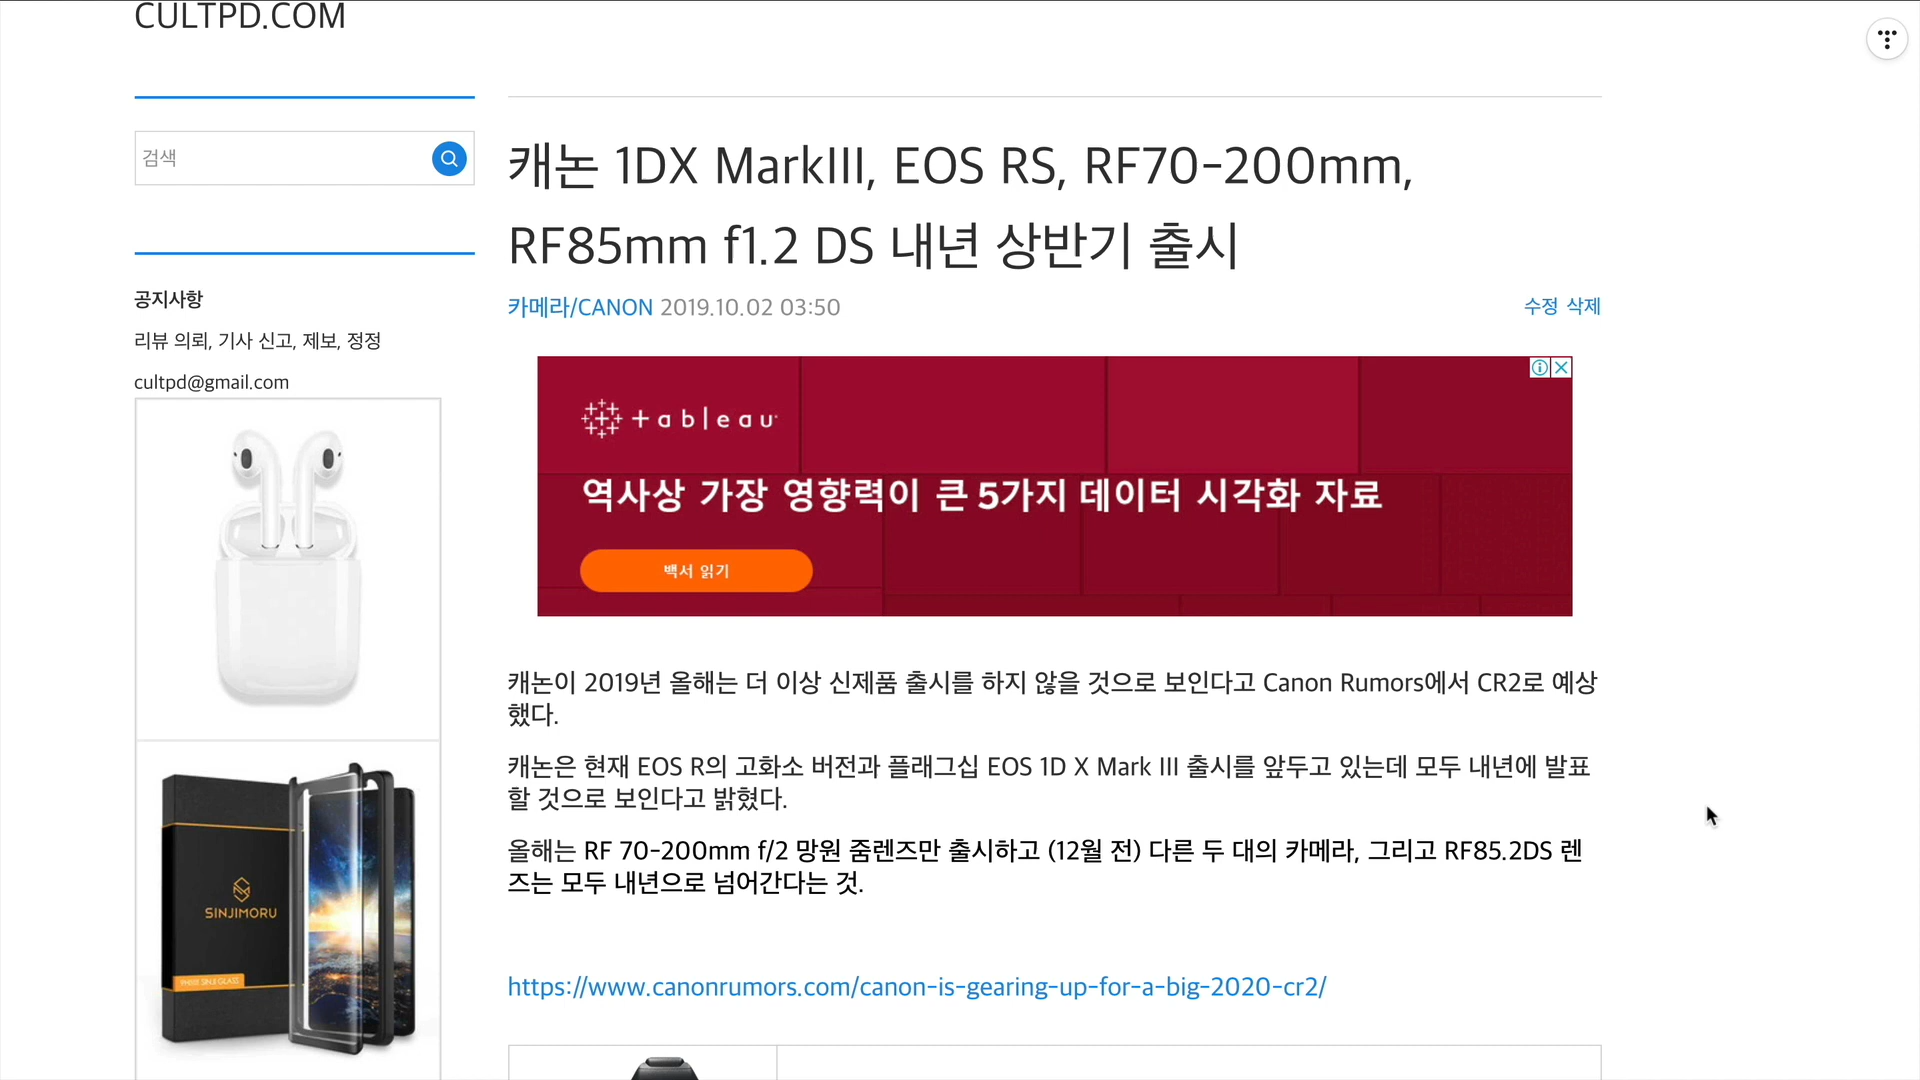 CULTPD.COM
검색
공지사항
리뷰 의뢰, 기사 신고, 제보, 정정
cultpd@gmail.com
SINJIMORU
캐논 1DX MarkIII, EOS RS, RF70-200mm,
RF85mm f1.2 DS 내년 상반기 출시
카메라/CANON 2019.10.02 03:50
수정 삭제
+ableau
역사상 가장 영향력이 큰 5가지 데이터 시각화 자료
백서 읽기
캐논이 2019년 올해는 더 이상 신제품 출시를 하지 않을 것으로 보인다고 Canon Rumors에서 CR2로 예상
했다.
캐논은 현재 EOS R의 고화소 버전과 플래그십 EOS 1D X Mark III 출시를 앞두고 있는데 모두 내년에 발표
할 것으로 보인다고 밝혔다.
올해는 RF 70-200mm f/2 망원 줌렌즈만 출시하고 (12월 전) 다른 두 대의 카메라, 그리고 RF85.2DS 렌
즈는 모두 내년으로 넘어간다는 것.
https://www.canonrumors.com/canon-is-gearing-up-for-a-big-2020-cr2/